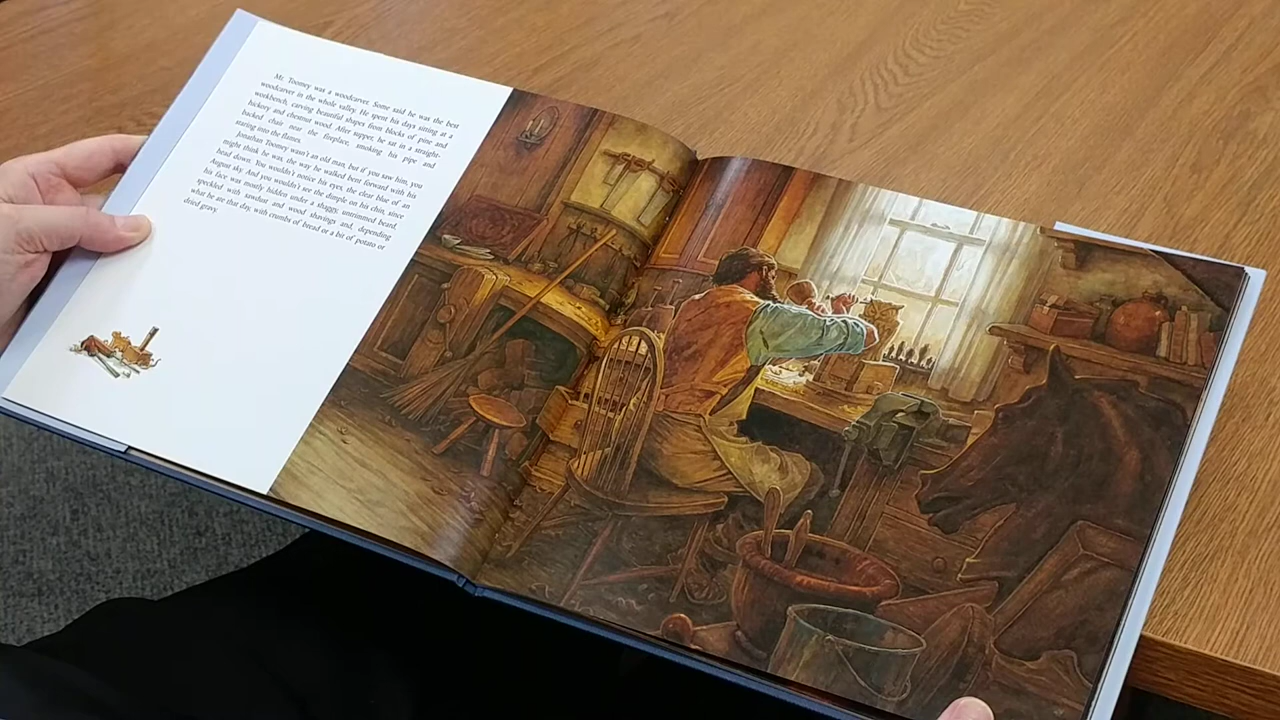 Mr. Toomey was a woodcarver. Some said he was the best
woodcarver in the whole valley. He spent his days sitting at a
workbench, carving beautiful shapes from blocks of pine and
hickory and chestnut wood. After supper, he sat in a straight-
backed chair near the fireplace, smoking his pipe and
staring into the flames.
Jonathan Toomey wasn't an old man, but if you saw him, you
might think he was, the way he walked bent forward with his
head down. You wouldn't notice his eyes, the clear blue of an
August sky. And you wouldn't see the dimple on his chin, since
his face was mostly hidden under a shaggy, untrimmed beard,
speckled with sawdust and wood shavings and, depending
what he ate that day, with crumbs of bread or a bit of potato or
dried gravy.